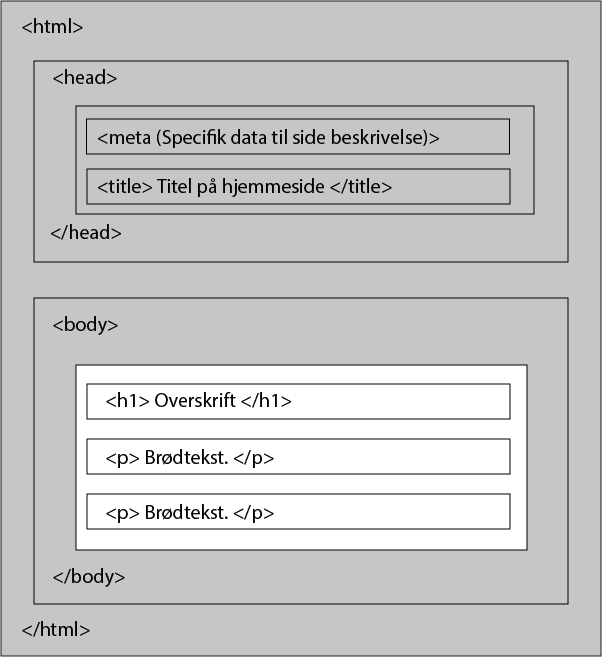 <html>
<head>
<meta (Specifik data til side beskrivelse)>
<title> Titel på hjemmeside </title>
</head>
<body>
<h1> Overskrift </h1>
<p> Brødtekst. </p>
<p> Brødtekst. </p>
</body>
</html>